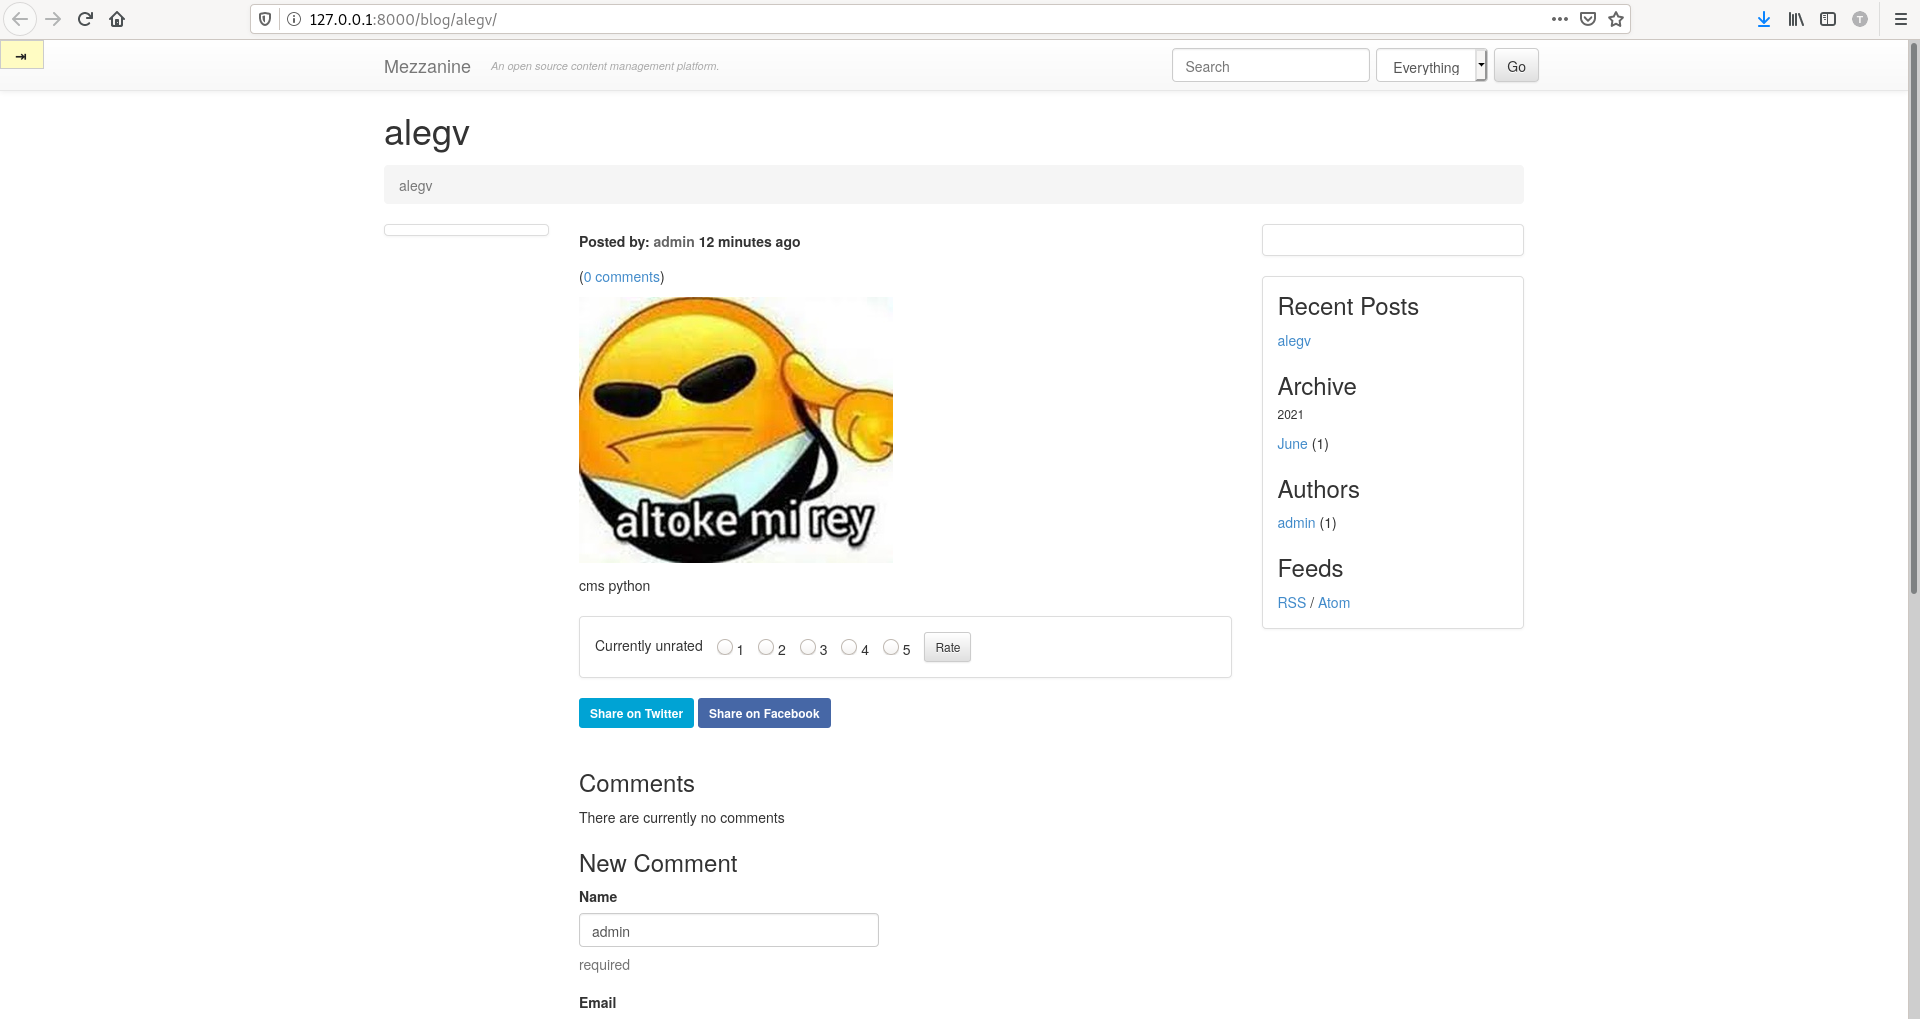 127.0.0.1:8000/blog/alegv/
Mezzanine An open source content management platform. Search Everything Go
alegv
alegv
Posted by: admin 12 minutes ago
(0 comments)
altoke mi rey
cms python
Currently unrated 1 2 3 4 5 Rate
Share on Twitter Share on Facebook
Comments
There are currently no comments
New Comment
Name
admin
required
Email
Recent Posts
alegv
Archive
2021
June (1)
Authors
admin (1)
Feeds
RSS / Atom
T